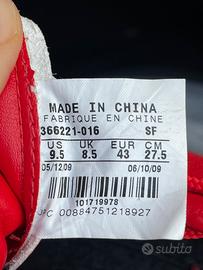 MADE IN CHINA
FABRIQUE EN CHINE
366221-016 SF
US UK EUR CM
9.5 8.5 43 27.5
05/12/09 06/10/09
101719978
UPC 00884751218927
subito